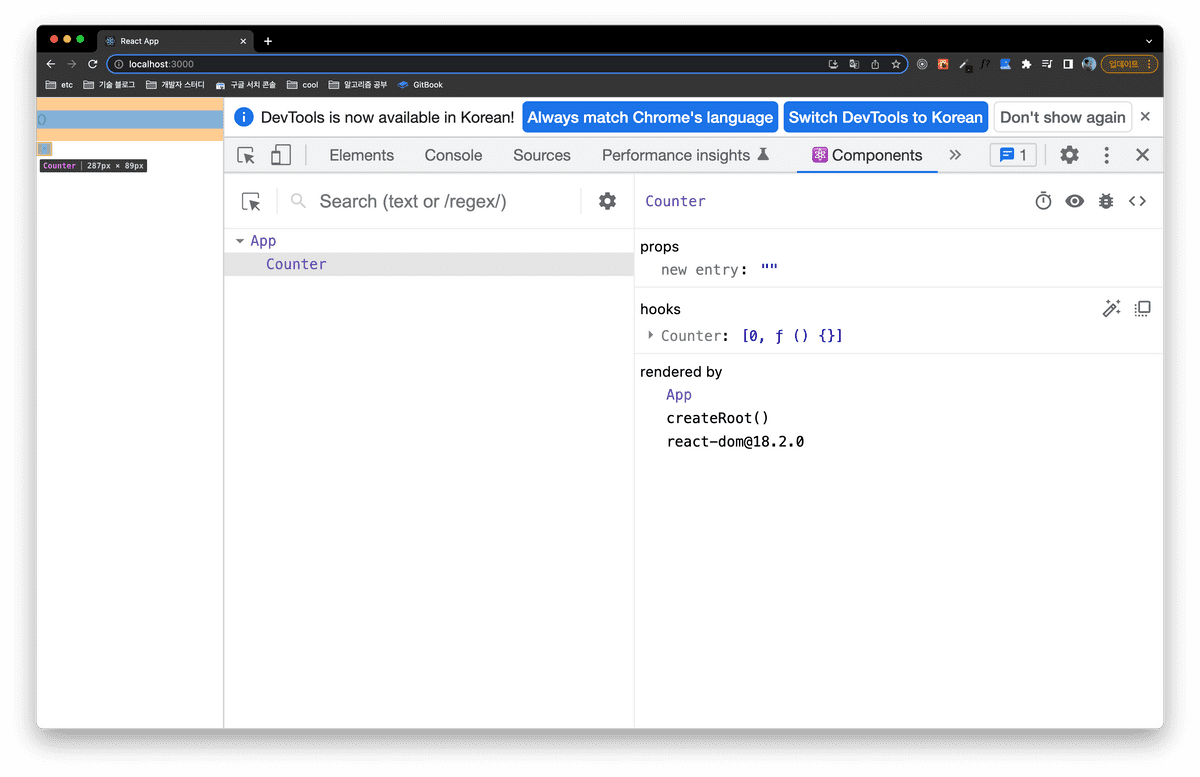 React App
localhost:3000
업데이트
etc 기술 블로그 개발자 스터디 구글 서치 콘솔 cool 알고리즘 공부 GitBook
DevTools is now available in Korean! Always match Chrome's language Switch DevTools to Korean Don't show again
0
Counter 287px × 89px
Elements Console Sources Performance insights Components 1
Search (text or /regex/)
App
Counter
Counter
props
new entry: ""
hooks
Counter: [0, ƒ () {}]
rendered by
App
createRoot()
react-dom@18.2.0